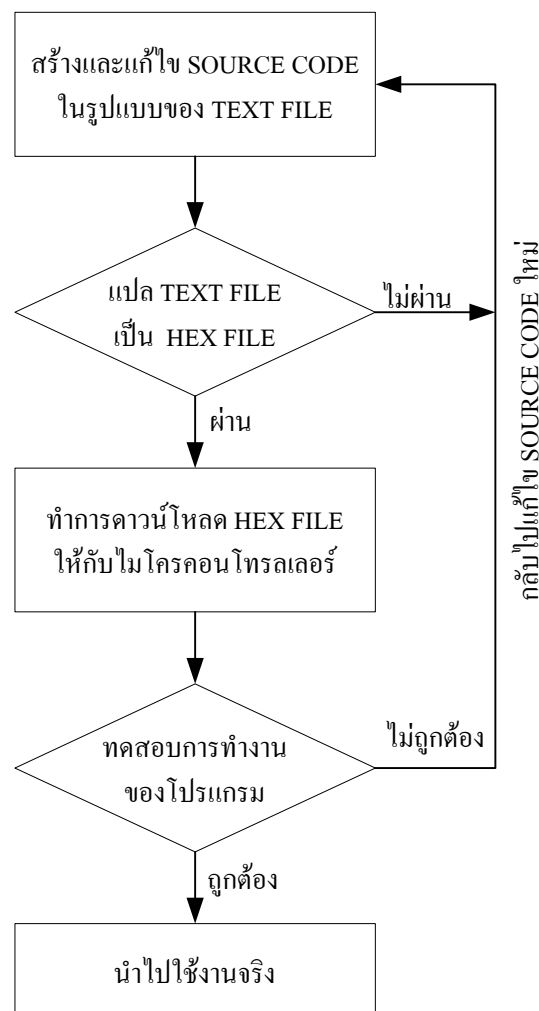 สร้างและแก้ไข SOURCE CODE
ในรูปแบบของ TEXT FILE
แปล TEXT FILE
เป็น HEX FILE
ไม่ผ่าน
ผ่าน
กลับไปแก้ไข SOURCE CODE ใหม่
ทำการดาวน์โหลด HEX FILE
ให้กับไมโครคอนโทรลเลอร์
ทดสอบการทำงาน
ของโปรแกรม
ไม่ถูกต้อง
ถูกต้อง
นำไปใช้งานจริง